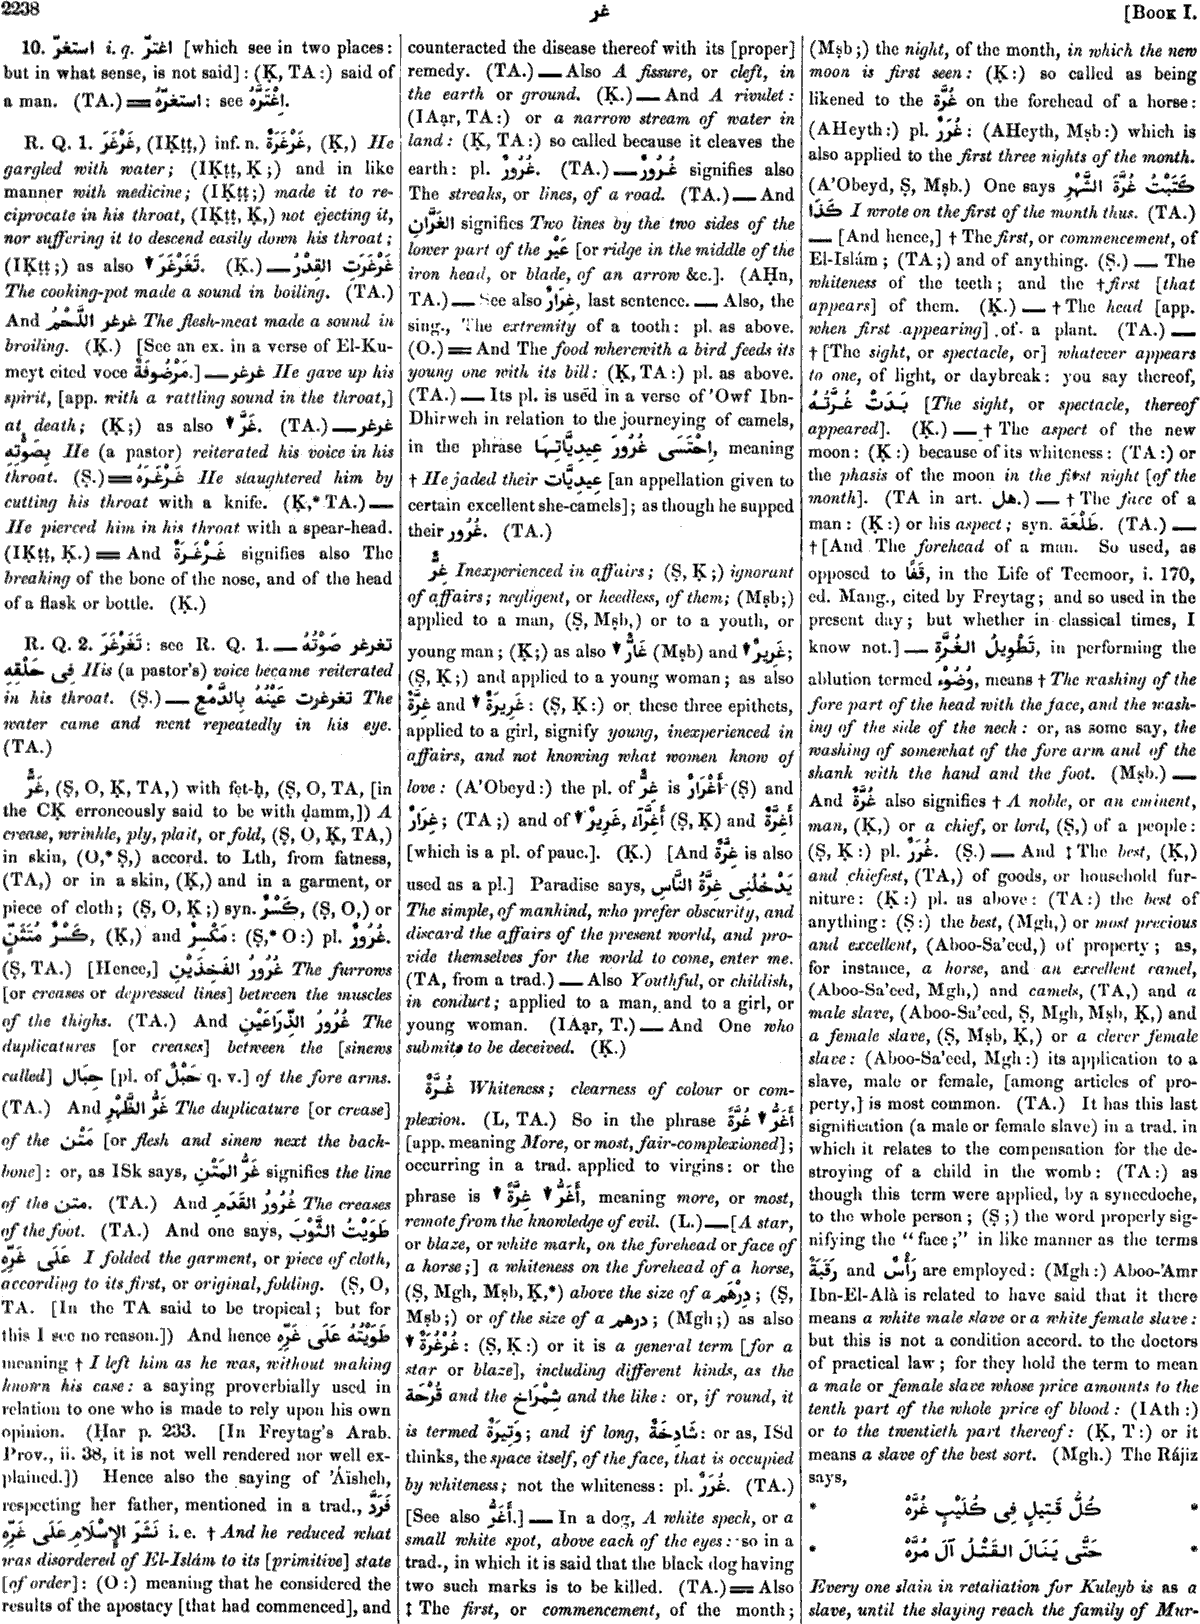 2238
غر
[Book I.
10. استغرّ i. q. اغترّ [which see in two places:
but in what sense, is not said]: (Ḳ, TA:) said of
a man. (TA.) ═ استغرّهُ: see اِغْتَرَّهُ.
R. Q. 1. غَرْغَرَ, (IḲṭṭ,) inf. n. غَرْغَرَةٌ, (Ḳ,) He
gargled with water; (IḲṭṭ, Ḳ;) and in like
manner with medicine; (IḲṭṭ;) made it to re-
ciprocate in his throat, (IḲṭṭ, Ḳ,) not ejecting it,
nor suffering it to descend easily down his throat;
(IḲṭṭ;) as also ▼ تَغَرْغَرَ. (Ḳ.) — غَرْغَرَتِ القِدْرُ
The cooking-pot made a sound in boiling. (TA.)
And غرغر اللَّحْمُ The flesh-meat made a sound in
broiling. (Ḳ.) [See an ex. in a verse of El-Ku-
meyt cited voce مَرْضُوفَةٌ.] — غرغر He gave up his
spirit, [app. with a rattling sound in the throat,]
at death; (Ḳ;) as also ▼ غَرَّ. (TA.) — غرغر
بِصَوْتِهِ He (a pastor) reiterated his voice in his
throat. (Ṣ.) ═ غَرْغَرَهُ He slaughtered him by
cutting his throat with a knife. (Ḳ,* TA.) —
He pierced him in his throat with a spear-head.
(IḲṭṭ, Ḳ.) ═ And غَرْغَرَةٌ signifies also The
breaking of the bone of the nose, and of the head
of a flask or bottle. (Ḳ.)
R. Q. 2. تَغَرْغَرَ: see R. Q. 1. — تغرغر صَوْتُهُ
فِى حَلْقِهِ His (a pastor's) voice became reiterated
in his throat. (Ṣ.) — تغرغرت عَيْنُهُ بِالدَّمْعِ The
water came and went repeatedly in his eye.
(TA.)
غَرٌّ, (Ṣ, O, Ḳ, TA,) with fet-ḥ, (Ṣ, O, TA, [in
the CḲ erroneously said to be with ḍamm,]) A
crease, wrinkle, ply, plait, or fold, (Ṣ, O, Ḳ, TA,)
in skin, (O,* Ṣ,) accord. to Lth, from fatness,
(TA,) or in a skin, (Ḳ,) and in a garment, or
piece of cloth; (Ṣ, O, Ḳ;) syn. كَسْرٌ, (Ṣ, O,) or
كَسْرٌ مُتَثَنٍّ, (Ḳ,) and مَكْسِرٌ: (Ṣ,* O:) pl. غُرُورٌ.
(Ṣ, TA.) [Hence,] غُرُورُ الفَخِذَيْنِ The furrows
[or creases or depressed lines] between the muscles
of the thighs. (TA.) And غُرُورُ الذِّرَاعَيْنِ The
duplicatures [or creases] between the [sinews
called] حِبَال [pl. of حَبْلٌ q. v.] of the fore arms.
(TA.) And غَرُّ الظَّهْرِ The duplicature [or crease]
of the مَتْن [or flesh and sinew next the back-
bone]: or, as ISk says, غَرُّ المَتْنِ signifies the line
of the متن. (TA.) And غُرُورُ القَدَمِ The creases
of the foot. (TA.) And one says, طَوَيْتُ الثَّوْبَ
عَلَى غَرِّهِ I folded the garment, or piece of cloth,
according to its first, or original, folding. (Ṣ, O,
TA. [In the TA said to be tropical; but for
this I see no reason.]) And hence طَوَيْتُهُ عَلَى غَرِّهِ
meaning † I left him as he was, without making
known his case: a saying proverbially used in
relation to one who is made to rely upon his own
opinion. (Ḥar p. 233. [In Freytag's Arab.
Prov., ii. 38, it is not well rendered nor well ex-
plained.]) Hence also the saying of 'Áïsheh,
respecting her father, mentioned in a trad., فَرَدَّ
نَشَرَ الإِسْلَامِ عَلَى غَرِّهِ i. e. † And he reduced what
was disordered of El-Islám to its [primitive] state
[of order]: (O:) meaning that he considered the
results of the apostacy [that had commenced], and
counteracted the disease thereof with its [proper]
remedy. (TA.) — Also A fissure, or cleft, in
the earth or ground. (Ḳ.) — And A rivulet:
(IAạr, TA:) or a narrow stream of water in
land: (Ḳ, TA:) so called because it cleaves the
earth: pl. غُرُورٌ. (TA.) — غُرُورٌ signifies also
The streaks, or lines, of a road. (TA.) — And
الغَرَّانِ signifies Two lines by the two sides of the
lower part of the عَيْر [or ridge in the middle of the
iron head, or blade, of an arrow &c.]. (AḤn,
TA.) — See also غِرَارٌ, last sentence. — Also, the
sing., The extremity of a tooth: pl. as above.
(O.) ═ And The food wherewith a bird feeds its
young one with its bill: (Ḳ, TA:) pl. as above.
(TA.) — Its pl. is used in a verse of 'Owf Ibn-
Dhirweh in relation to the journeying of camels,
in the phrase اِحْتَسَى غُرُورَ عِيدِيَّاتِهَا, meaning
† He jaded their عِيدِيَّات [an appellation given to
certain excellent she-camels]; as though he supped
their غُرُور. (TA.)
غِرٌّ Inexperienced in affairs; (Ṣ, Ḳ;) ignorant
of affairs; negligent, or heedless, of them; (Mṣb;)
applied to a man, (Ṣ, Mṣb,) or to a youth, or
young man; (Ḳ;) as also ▼ غَارٌّ (Mṣb) and ▼ غَرِيرٌ;
(Ṣ, Ḳ;) and applied to a young woman; as also
غِرَّةٌ and ▼ غَرِيرَةٌ: (Ṣ, Ḳ:) or these three epithets,
applied to a girl, signify young, inexperienced in
affairs, and not knowing what women know of
love: (A'Obeyd:) the pl. of غِرٌّ is أَغْرَارٌ (Ṣ) and
غِرَارٌ; (TA;) and of ▼ غَرِيرٌ, أَغِرَّآءُ (Ṣ, Ḳ) and أَغِرَّةٌ
[which is a pl. of pauc.]. (Ḳ.) [And غِرَّةٌ is also
used as a pl.] Paradise says, يَدْخُلُنِى غِرَّةُ النَّاسِ
The simple, of mankind, who prefer obscurity, and
discard the affairs of the present world, and pro-
vide themselves for the world to come, enter me.
(TA, from a trad.) — Also Youthful, or childish,
in conduct; applied to a man, and to a girl, or
young woman. (IAạr, T.) — And One who
submits to be deceived. (Ḳ.)
غُرَّةٌ Whiteness; clearness of colour or com-
plexion. (L, TA.) So in the phrase أَغَرُّ ▼ غُرَّةً
[app. meaning More, or most, fair-complexioned];
occurring in a trad. applied to virgins: or the
phrase is ▼ أَغَرُّ ▼ غِرَّةً, meaning more, or most,
remote from the knowledge of evil. (L.) — [A star,
or blaze, or white mark, on the forehead or face of
a horse;] a whiteness on the forehead of a horse,
(Ṣ, Mgh, Mṣb, Ḳ,*) above the size of a دِرْهَم; (Ṣ,
Mṣb;) or of the size of a درهم; (Mgh;) as also
▼ غُرْغُرَةٌ: (Ṣ, Ḳ:) or it is a general term [for a
star or blaze], including different kinds, as the
قُرْحَة and the شِمْرَاخ and the like: or, if round, it
is termed وَتِيرَةٌ; and if long, شَادِخَةٌ: or as, ISd
thinks, the space itself, of the face, that is occupied
by whiteness; not the whiteness: pl. غُرَرٌ. (TA.)
[See also أَغَرُّ.] — In a dog, A white speck, or a
small white spot, above each of the eyes: so in a
trad., in which it is said that the black dog having
two such marks is to be killed. (TA.) ═ Also
‡ The first, or commencement, of the month;
(Mṣb;) the night, of the month, in which the new
moon is first seen: (Ḳ:) so called as being
likened to the غُرَّة on the forehead of a horse:
(AHeyth:) pl. غُرَرٌ: (AHeyth, Mṣb:) which is
also applied to the first three nights of the month.
(A'Obeyd, Ṣ, Mṣb.) One says كَتَبْتُ غُرَّةَ الشَّهْرِ
كَذَا I wrote on the first of the month thus. (TA.)
— [And hence,] † The first, or commencement, of
El-Islám; (TA;) and of anything. (Ṣ.) — The
whiteness of the teeth; and the † first [that
appears] of them. (Ḳ.) — † The head [app.
when first appearing] of a plant. (TA.) —
† [The sight, or spectacle, or] whatever appears
to one, of light, or daybreak: you say thereof,
بَدَتْ غُرَّتُهُ [The sight, or spectacle, thereof
appeared]. (Ḳ.) — † The aspect of the new
moon: (Ḳ:) because of its whiteness: (TA:) or
the phasis of the moon in the first night [of the
month]. (TA in art. هل.) — † The face of a
man: (Ḳ:) or his aspect; syn. طَلْعَة. (TA.) —
† [And The forehead of a man. So used, as
opposed to قَفًا, in the Life of Teemoor, i. 170,
ed. Mang., cited by Freytag; and so used in the
present day; but whether in classical times, I
know not.] — تَطْوِيلُ الغُرَّةِ, in performing the
ablution termed وُضُوْء, means † The washing of the
fore part of the head with the face, and the wash-
ing of the side of the neck: or, as some say, the
washing of somewhat of the fore arm and of the
shank with the hand and the foot. (Mṣb.) —
And غُرَّةٌ also signifies † A noble, or an eminent,
man, (Ḳ,) or a chief, or lord, (Ṣ,) of a people:
(Ṣ, Ḳ:) pl. غُرَرٌ. (Ṣ.) — And ‡ The best, (Ḳ,)
and chiefest, (TA,) of goods, or household fur-
niture: (Ḳ:) pl. as above: (TA:) the best of
anything: (Ṣ:) the best, (Mgh,) or most precious
and excellent, (Aboo-Sa'eed,) of property; as,
for instance, a horse, and an excellent camel,
(Aboo-Sa'eed, Mgh,) and camels, (TA,) and a
male slave, (Aboo-Sa'eed, Ṣ, Mgh, Mṣb, Ḳ,) and
a female slave, (Ṣ, Mṣb, Ḳ,) or a clever female
slave: (Aboo-Sa'eed, Mgh:) its application to a
slave, male or female, [among articles of pro-
perty,] is most common. (TA.) It has this last
signification (a male or female slave) in a trad. in
which it relates to the compensation for the de-
stroying of a child in the womb: (TA:) as
though this term were applied, by a synecdoche,
to the whole person; (Ṣ;) the word properly sig-
nifying the "face;" in like manner as the terms
رَقَبَةٌ and رَأْسٌ are employed: (Mgh:) Aboo-'Amr
Ibn-El-Alà is related to have said that it there
means a white male slave or a white female slave:
but this is not a condition accord. to the doctors
of practical law; for they hold the term to mean
a male or female slave whose price amounts to the
tenth part of the whole price of blood: (IAth:)
or to the twentieth part thereof: (Ḳ, T:) or it
means a slave of the best sort. (Mgh.) The Rájiz
says,
* كُلُّ قَتِيلٍ فِى كُلَيْبٍ غُرَّهْ *
* حَتَّى يَنَالَ القَتْلُ آلَ مُرَّهْ *
Every one slain in retaliation for Kuleyb is as a
slave, until the slaying reach the family of Mur-